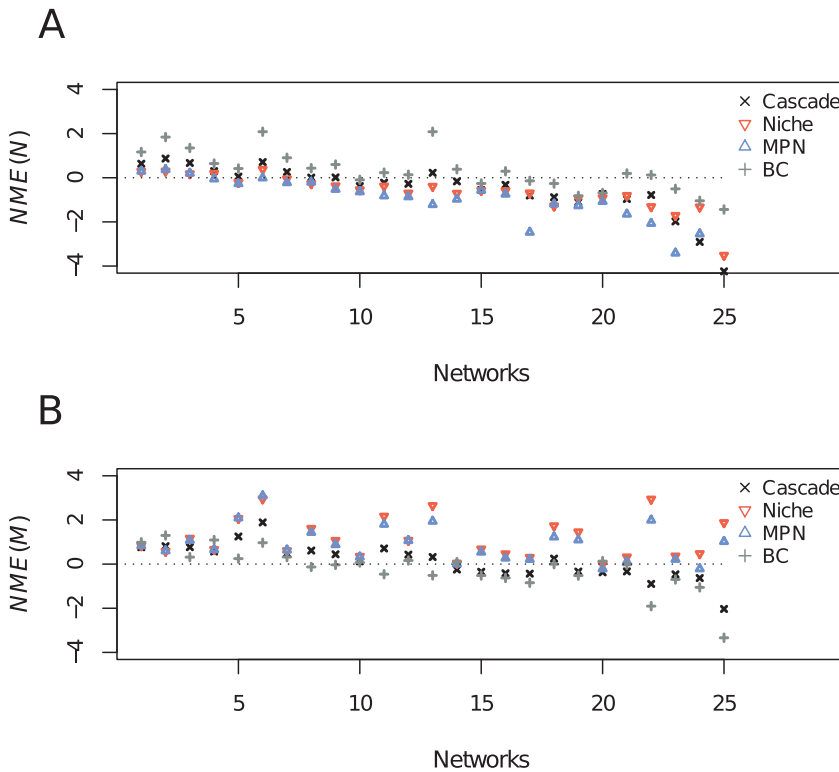 A
NME(N)
4
2
0
−2
−4
Cascade
Niche
MPN
BC
5
10
15
20
25
Networks
B
NME(M)
4
2
0
−2
−4
Cascade
Niche
MPN
BC
5
10
15
20
25
Networks